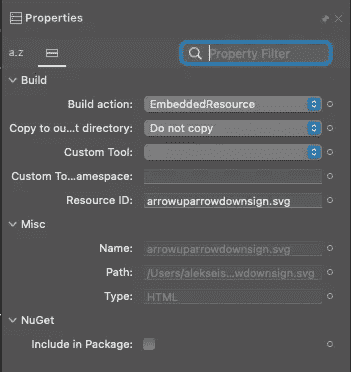 Properties
a.z
Property Filter
Build
Build action: EmbeddedResource
Copy to ou…t directory: Do not copy
Custom Tool:
Custom To…amespace:
Resource ID: arrowuparrowdownsign.svg
Misc
Name: arrowuparrowdownsign.svg
Path: /Users/alekseis…wdownsign.svg
Type: HTML
NuGet
Include in Package: